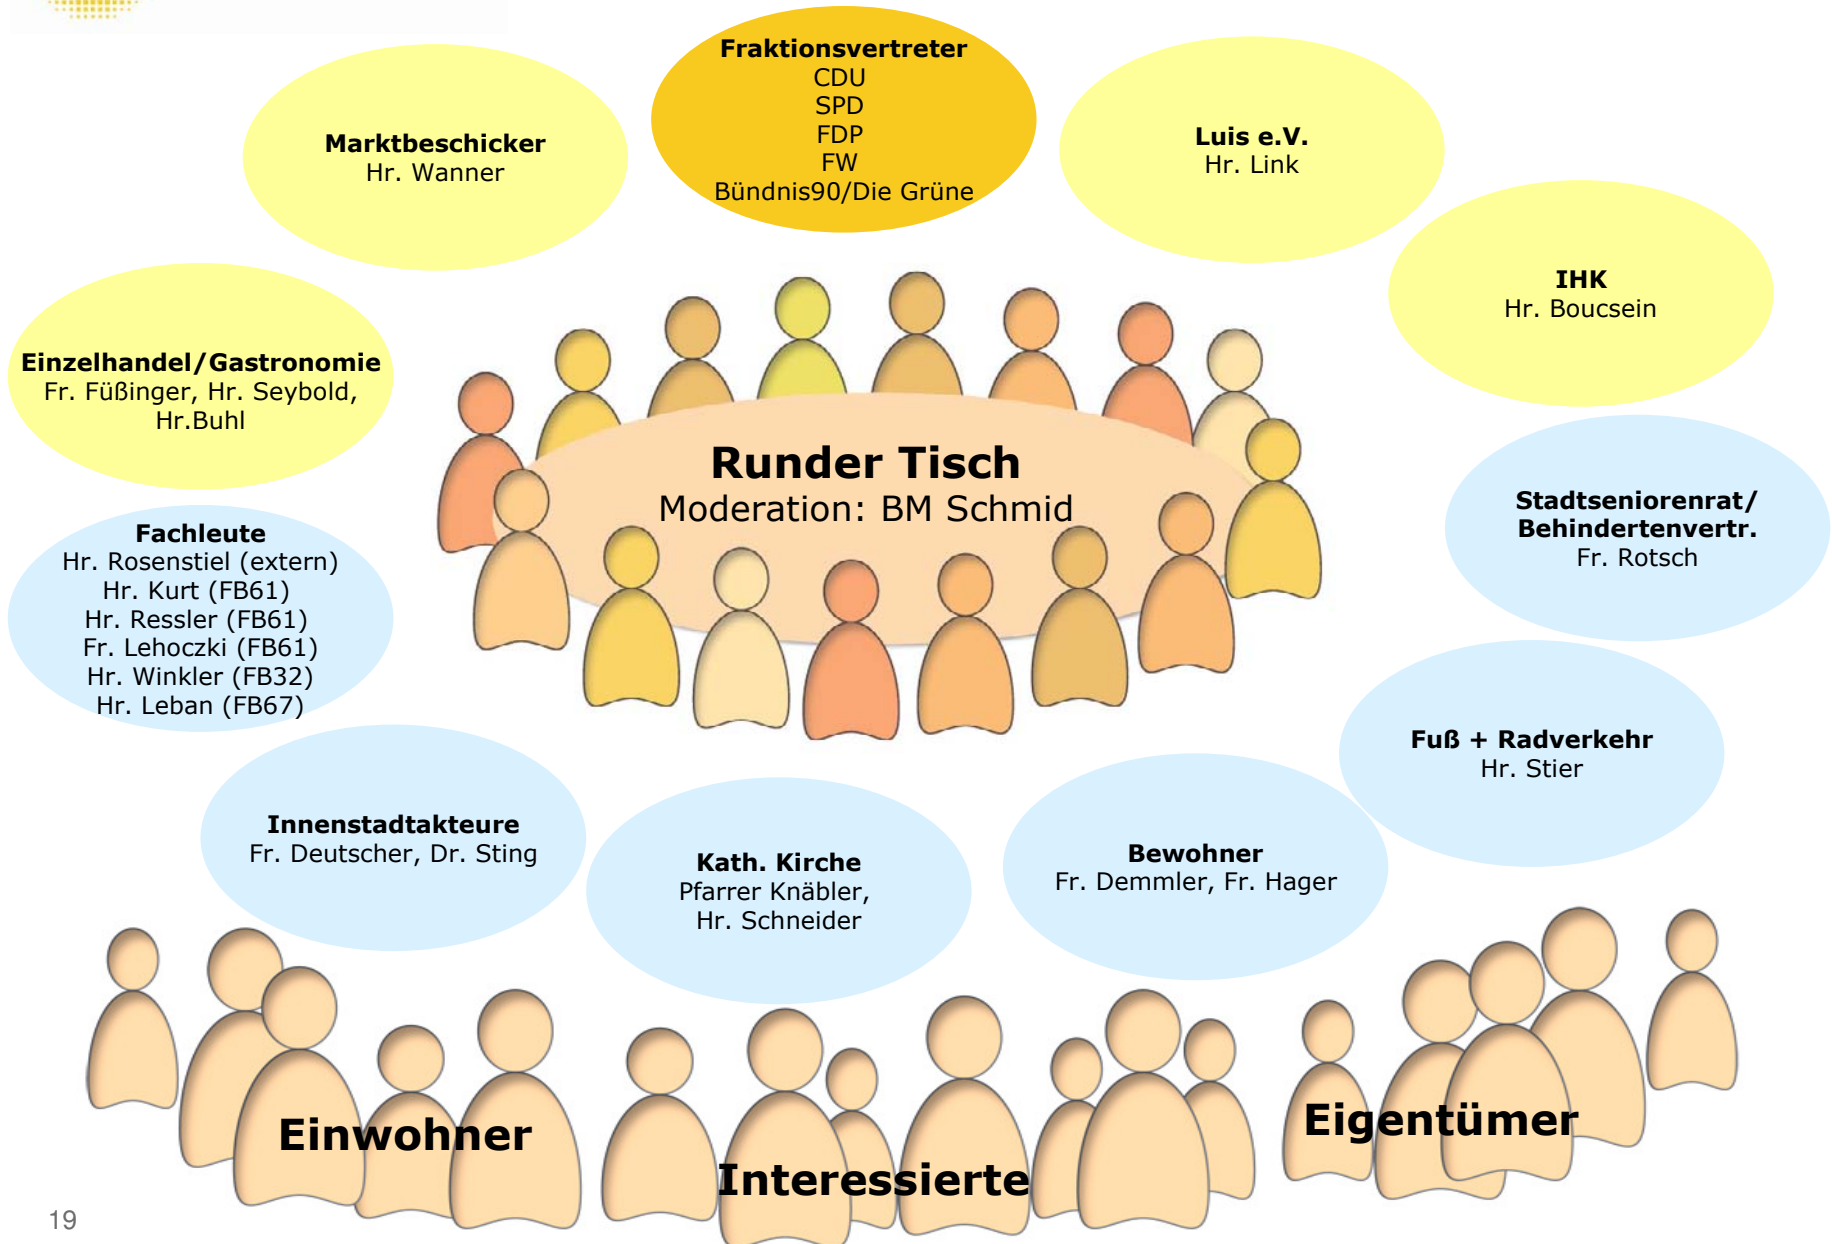 Fraktionsvertreter
CDU
SPD
FDP
FW
Bündnis90/Die Grüne
Marktbeschicker
Hr. Wanner
Luis e.V.
Hr. Link
IHK
Hr. Boucsein
Einzelhandel/Gastronomie
Fr. Füßinger, Hr. Seybold,
Hr.Buhl
Runder Tisch
Moderation: BM Schmid
Stadtseniorenrat/
Behindertenvertr.
Fr. Rotsch
Fachleute
Hr. Rosenstiel (extern)
Hr. Kurt (FB61)
Hr. Ressler (FB61)
Fr. Lehoczki (FB61)
Hr. Winkler (FB32)
Hr. Leban (FB67)
Fuß + Radverkehr
Hr. Stier
Innenstadtakteure
Fr. Deutscher, Dr. Sting
Kath. Kirche
Pfarrer Knäbler,
Hr. Schneider
Bewohner
Fr. Demmler, Fr. Hager
Einwohner
Interessierte
Eigentümer
19